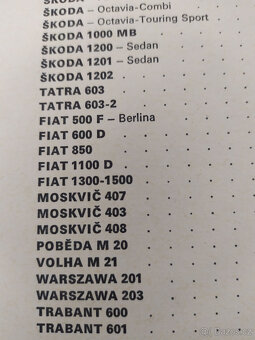 ŠKODA – Octavia-Combi
ŠKODA – Octavia-Touring Sport
ŠKODA 1000 MB
ŠKODA 1200 – Sedan
ŠKODA 1201 – Sedan
ŠKODA 1202
TATRA 603
TATRA 603-2
FIAT 500 F – Berlina
FIAT 600 D
FIAT 850
FIAT 1100 D
FIAT 1300-1500
MOSKVIČ 407
MOSKVIČ 403
MOSKVIČ 408
POBĚDA M 20
VOLHA M 21
WARSZAWA 201
WARSZAWA 203
TRABANT 600
TRABANT 601